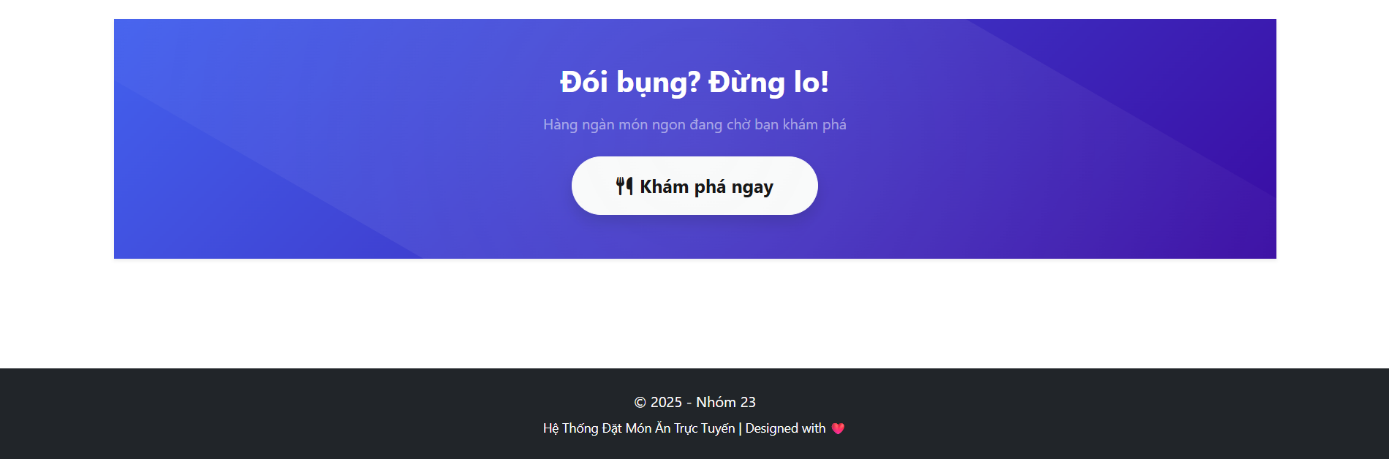 Đói bụng? Đừng lo!
Hàng ngàn món ngon đang chờ bạn khám phá
Khám phá ngay
© 2025 - Nhóm 23
Hệ Thống Đặt Món Ăn Trực Tuyến | Designed with ❤